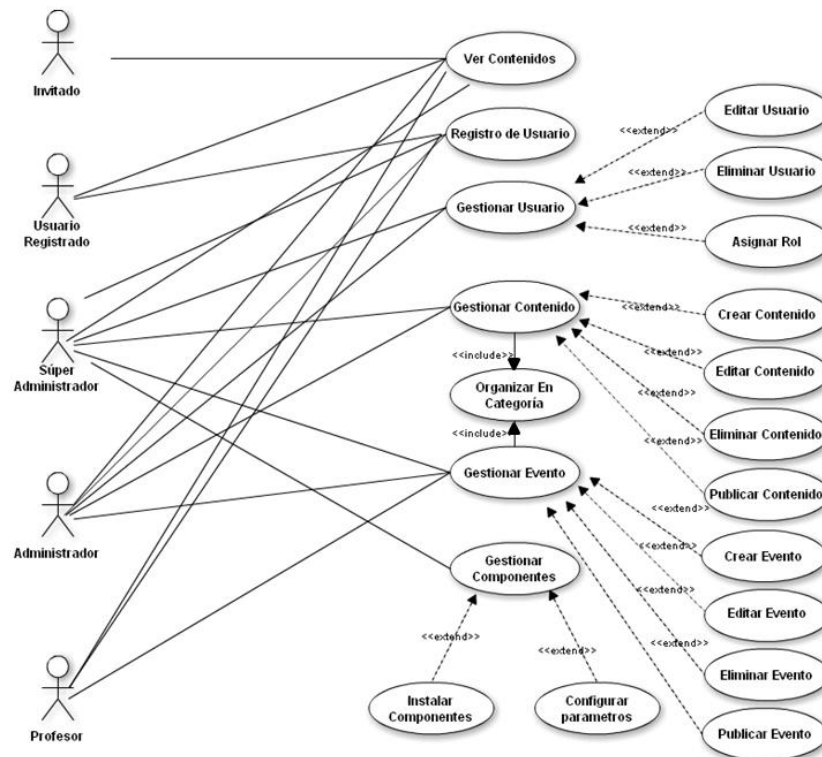 Invitado
Usuario
Registrado
Súper
Administrador
Administrador
Profesor
Ver Contenidos
Registro de Usuario
Gestionar Usuario
Gestionar Contenido
<<include>>
Organizar En
Categoría
<<include>>
Gestionar Evento
Gestionar
Componentes
<<extend>>
<<extend>>
Instalar
Componentes
Configurar
parametros
<<extend>>
Editar Usuario
<<extend>>
Eliminar Usuario
<<extend>>
Asignar Rol
<<extend>>
Crear Contenido
<<extend>>
Editar Contenido
<<extend>>
Eliminar Contenido
<<extend>>
Publicar Contenido
<<extend>>
Crear Evento
<<extend>>
Editar Evento
<<extend>>
Eliminar Evento
<<extend>>
Publicar Evento